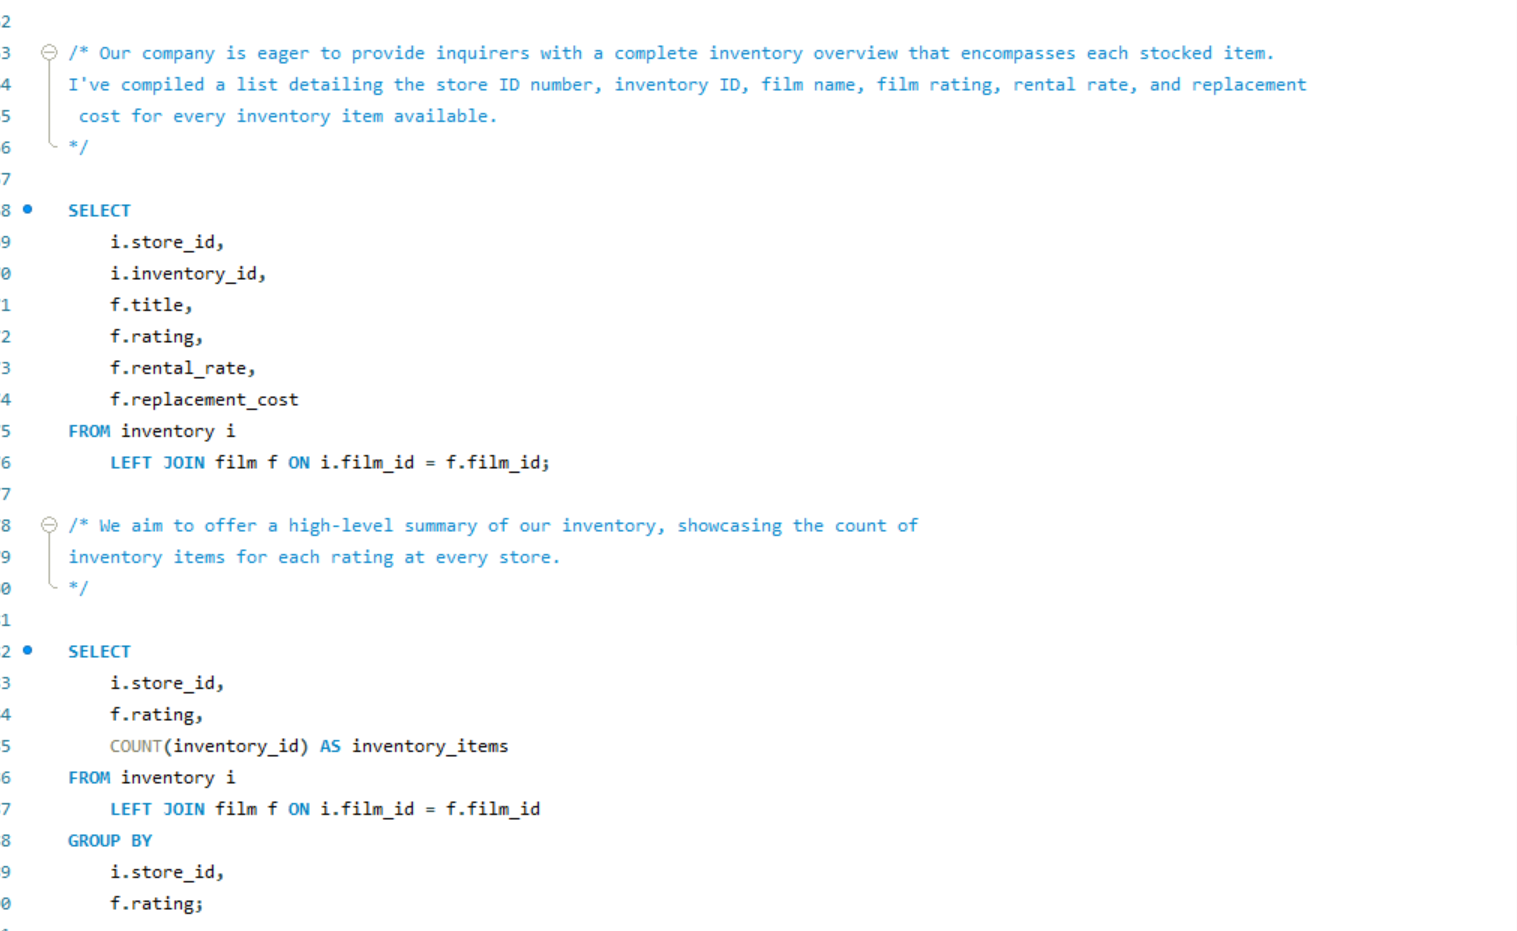 2
3 /* Our company is eager to provide inquirers with a complete inventory overview that encompasses each stocked item.
4 I've compiled a list detailing the store ID number, inventory ID, film name, film rating, rental rate, and replacement
5 cost for every inventory item available.
6 */
7
8 SELECT
9 i.store_id,
0 i.inventory_id,
1 f.title,
2 f.rating,
3 f.rental_rate,
4 f.replacement_cost
5 FROM inventory i
6 LEFT JOIN film f ON i.film_id = f.film_id;
7
8 /* We aim to offer a high-level summary of our inventory, showcasing the count of
9 inventory items for each rating at every store.
0 */
1
2 SELECT
3 i.store_id,
4 f.rating,
5 COUNT(inventory_id) AS inventory_items
6 FROM inventory i
7 LEFT JOIN film f ON i.film_id = f.film_id
8 GROUP BY
9 i.store_id,
0 f.rating;